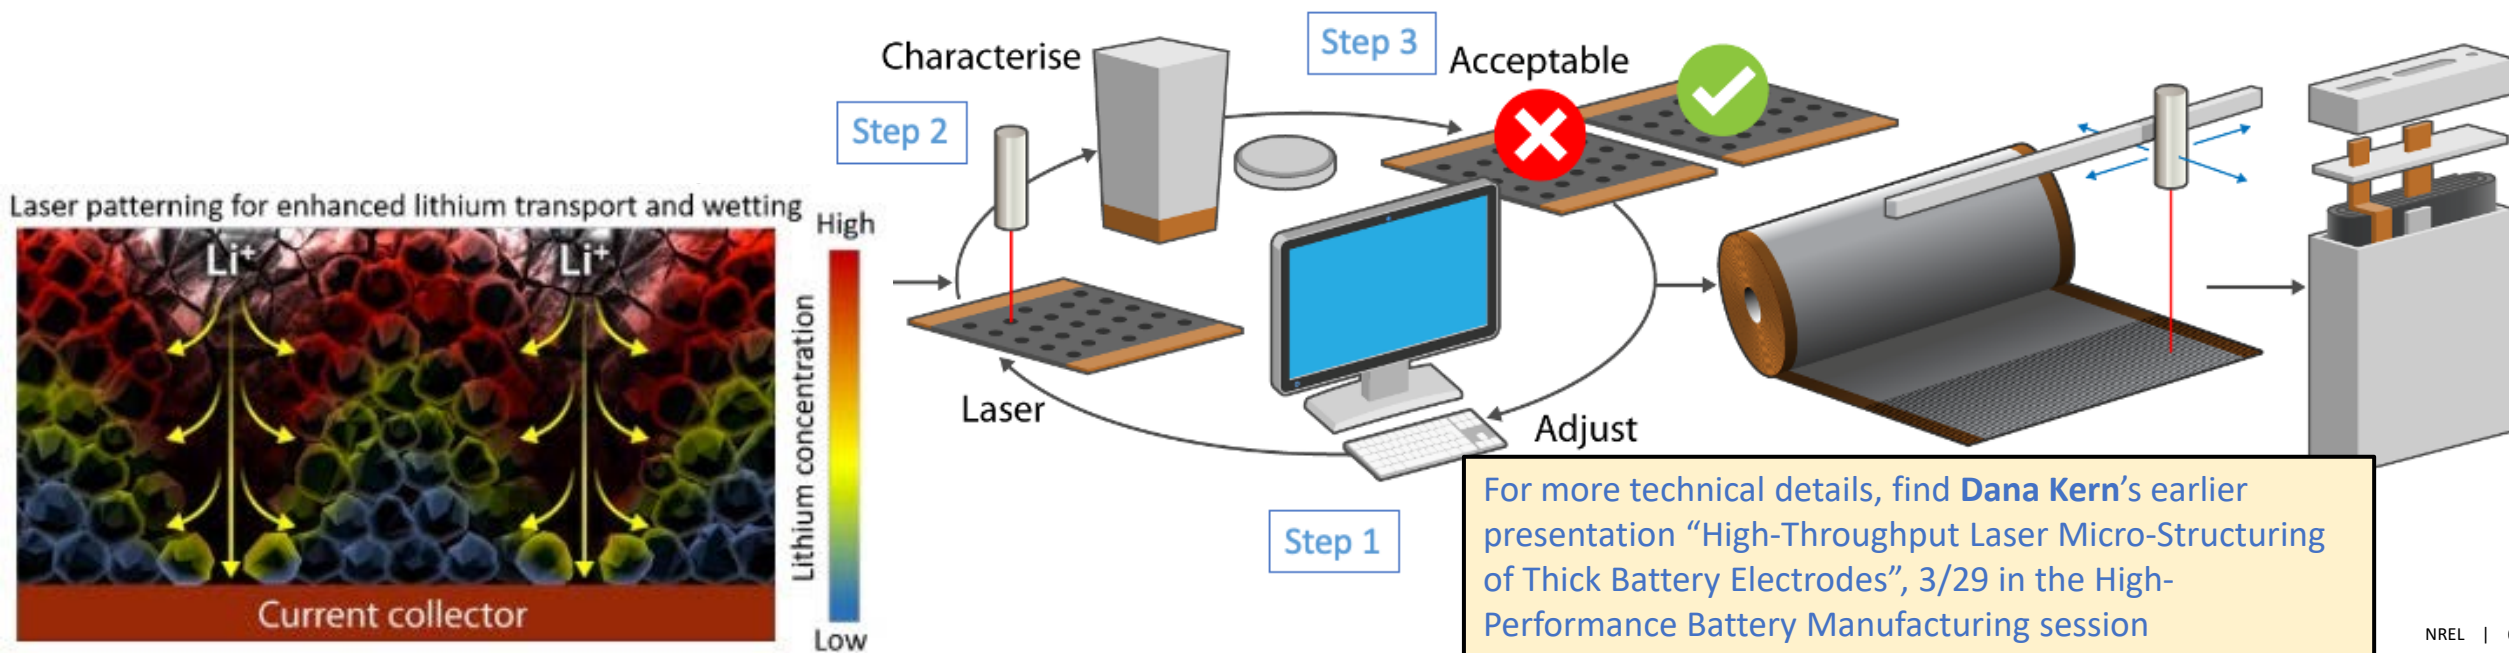 Laser patterning for enhanced lithium transport and wetting
Li⁺
Li⁺
Current collector
High
Lithium concentration
Low
Characterise
Step 2
Step 3
Acceptable
Laser
Adjust
Step 1
For more technical details, find Dana Kern’s earlier
presentation “High-Throughput Laser Micro-Structuring
of Thick Battery Electrodes”, 3/29 in the High-
Performance Battery Manufacturing session
NREL |